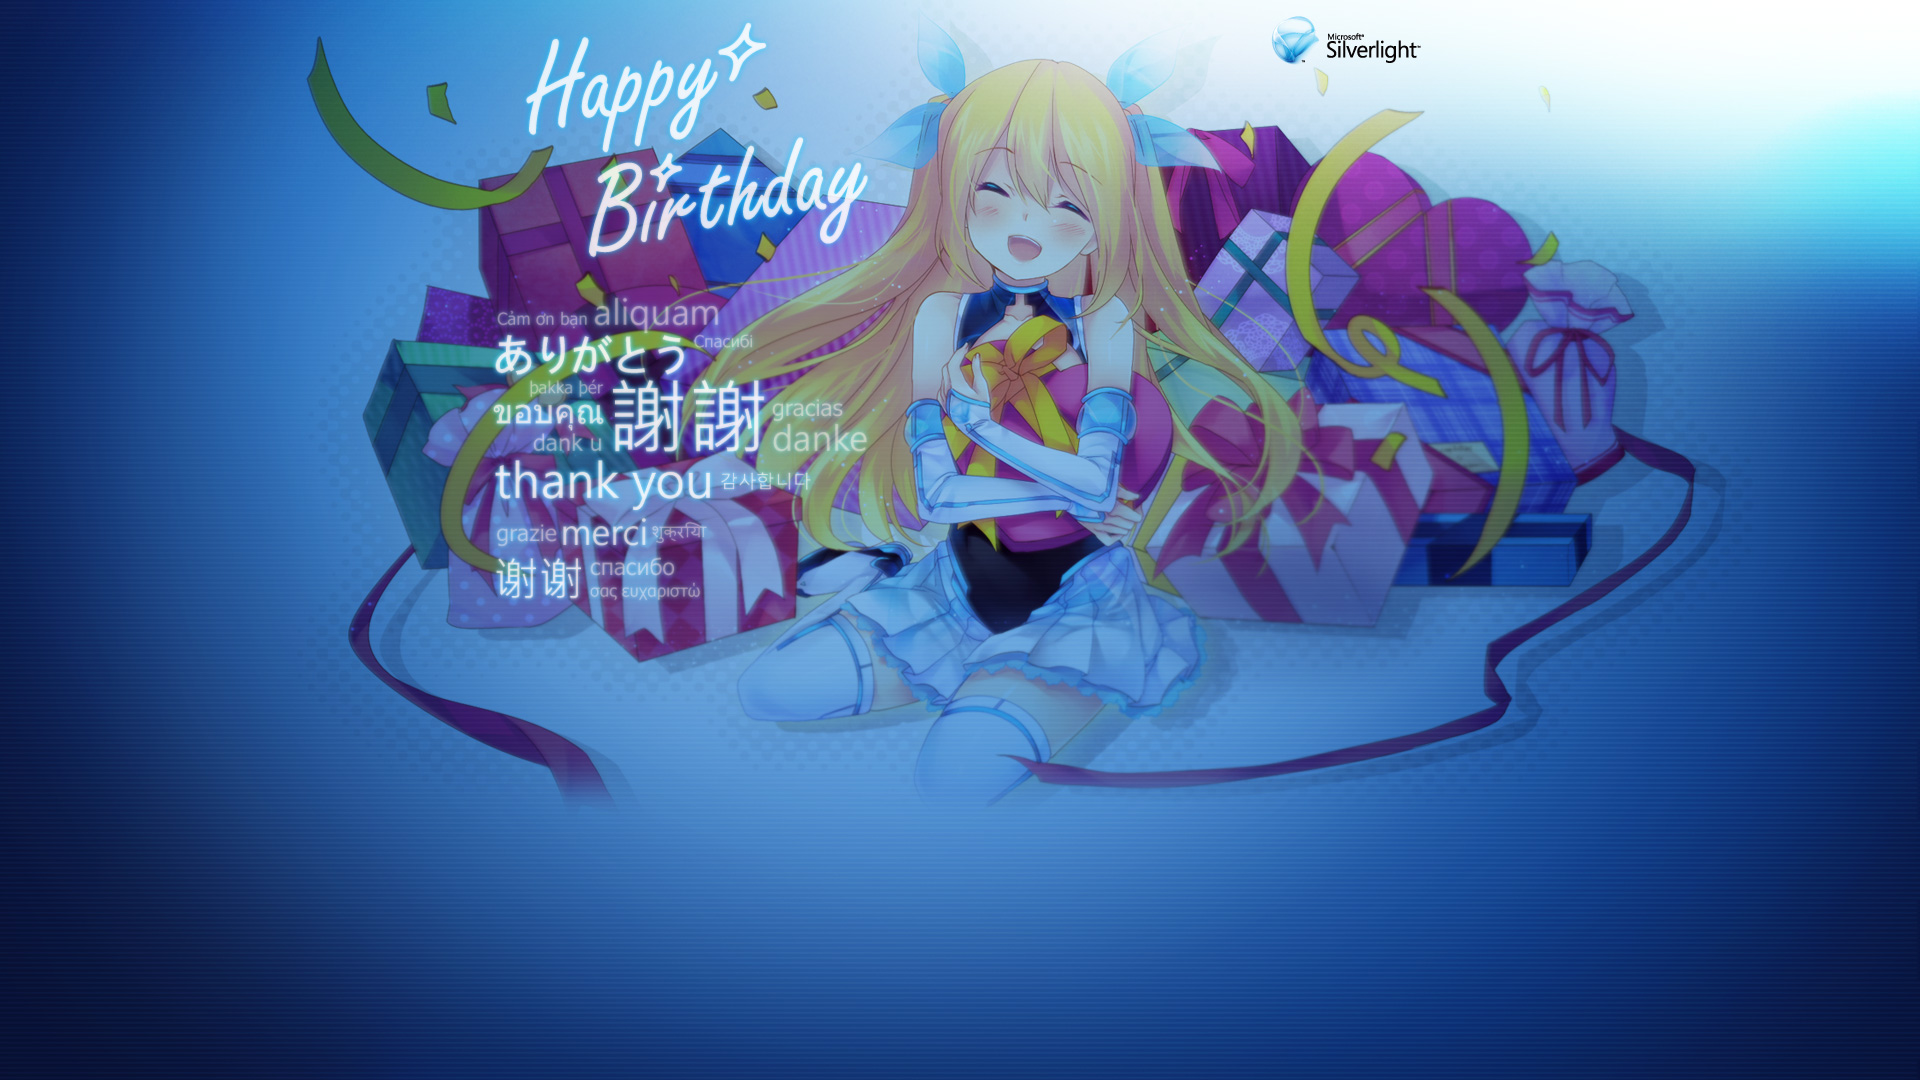 Happy
Birthday
Microsoft®
Silverlight™
Cảm ơn bạn aliquam
ありがとう Спасибі
þakka þér
ขอบคุณ 謝謝 gracias
dank u danke
thank you 감사합니다
grazie merci शुक्रिया
谢谢 спасибо
σας ευχαριστώ